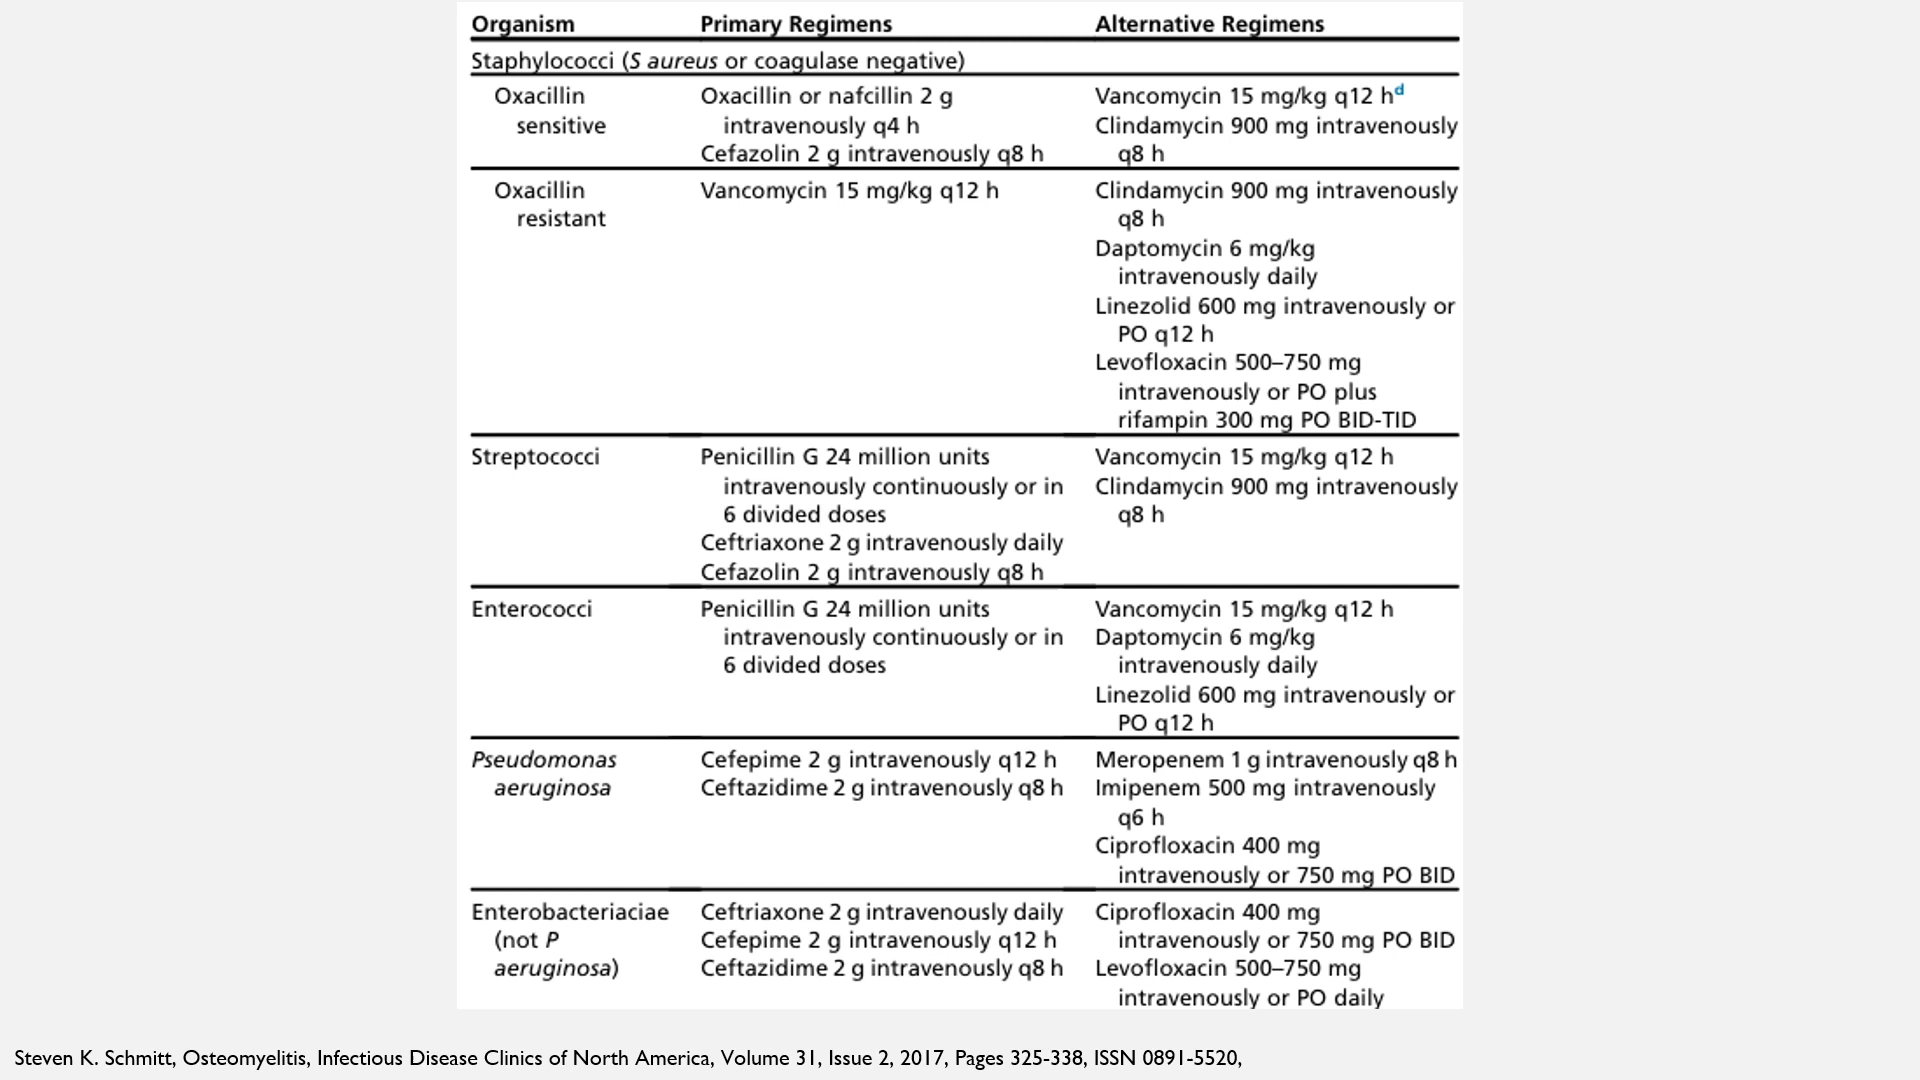 Organism Primary Regimens Alternative Regimens
Staphylococci (S aureus or coagulase negative)
Oxacillin sensitive
Oxacillin or nafcillin 2 g
intravenously q4 h
Cefazolin 2 g intravenously q8 h
Vancomycin 15 mg/kg q12 hd
Clindamycin 900 mg intravenously
q8 h
Oxacillin
resistant
Vancomycin 15 mg/kg q12 h
Clindamycin 900 mg intravenously
q8 h
Daptomycin 6 mg/kg
intravenously daily
Linezolid 600 mg intravenously or
PO q12 h
Levofloxacin 500–750 mg
intravenously or PO plus
rifampin 300 mg PO BID-TID
Streptococci
Penicillin G 24 million units
intravenously continuously or in
6 divided doses
Ceftriaxone 2 g intravenously daily
Cefazolin 2 g intravenously q8 h
Vancomycin 15 mg/kg q12 h
Clindamycin 900 mg intravenously
q8 h
Enterococci
Penicillin G 24 million units
intravenously continuously or in
6 divided doses
Vancomycin 15 mg/kg q12 h
Daptomycin 6 mg/kg
intravenously daily
Linezolid 600 mg intravenously or
PO q12 h
Pseudomonas
aeruginosa
Cefepime 2 g intravenously q12 h
Ceftazidime 2 g intravenously q8 h
Meropenem 1 g intravenously q8 h
Imipenem 500 mg intravenously
q6 h
Ciprofloxacin 400 mg
intravenously or 750 mg PO BID
Enterobacteriaciae
(not P
aeruginosa)
Ceftriaxone 2 g intravenously daily
Cefepime 2 g intravenously q12 h
Ceftazidime 2 g intravenously q8 h
Ciprofloxacin 400 mg
intravenously or 750 mg PO BID
Levofloxacin 500–750 mg
intravenously or PO daily
Steven K. Schmitt, Osteomyelitis, Infectious Disease Clinics of North America, Volume 31, Issue 2, 2017, Pages 325-338, ISSN 0891-5520,